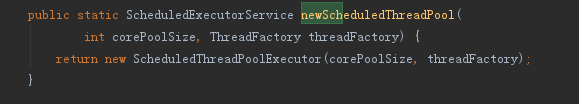 public static ScheduledExecutorService newScheduledThreadPool(
        int corePoolSize, ThreadFactory threadFactory) {
    return new ScheduledThreadPoolExecutor(corePoolSize, threadFactory);
}